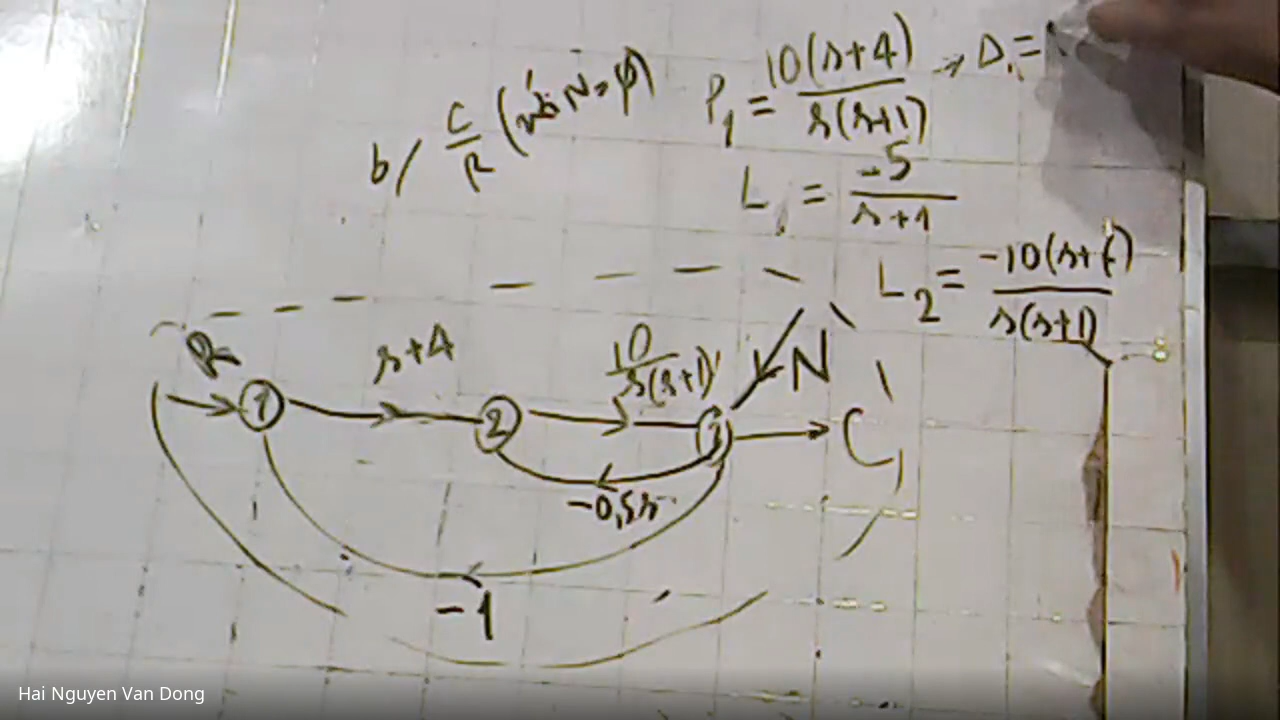 b/ C/R (với N=φ)
P1 = 10(s+4)/s(s+1) → Δ1 =
L1 = -5/s+1
L2 = -10(s+4)/s(s+1)
R
s+4
10/s(s+1)
N
1
2
3
C
-0,5s
-1
Hai Nguyen Van Dong